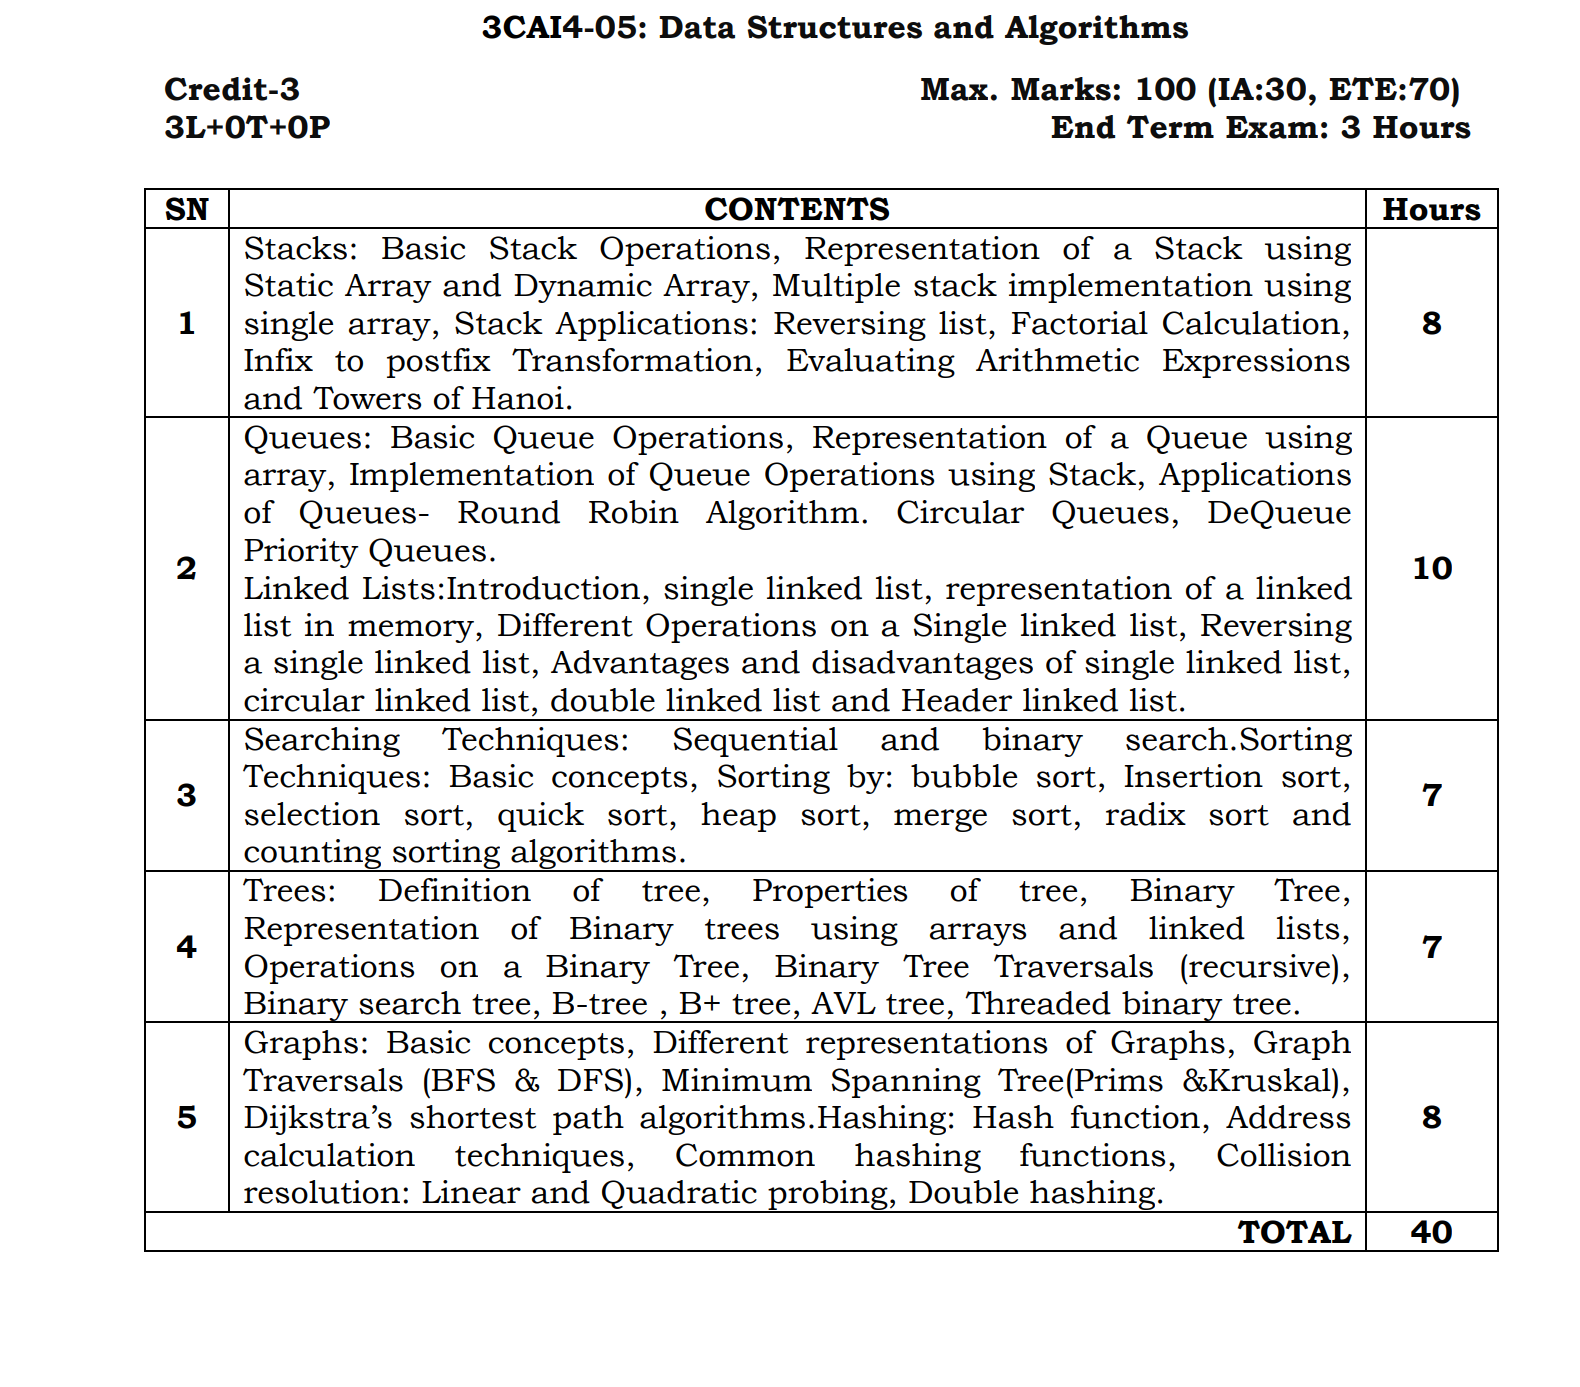 3CAI4-05: Data Structures and Algorithms
Credit-3
Max. Marks: 100 (IA:30, ETE:70)
3L+0T+0P
End Term Exam: 3 Hours
SN CONTENTS Hours
1
Stacks: Basic Stack Operations, Representation of a Stack using
Static Array and Dynamic Array, Multiple stack implementation using
single array, Stack Applications: Reversing list, Factorial Calculation,
Infix to postfix Transformation, Evaluating Arithmetic Expressions
and Towers of Hanoi.
8
2
Queues: Basic Queue Operations, Representation of a Queue using
array, Implementation of Queue Operations using Stack, Applications
of Queues- Round Robin Algorithm. Circular Queues, DeQueue
Priority Queues.
Linked Lists:Introduction, single linked list, representation of a linked
list in memory, Different Operations on a Single linked list, Reversing
a single linked list, Advantages and disadvantages of single linked list,
circular linked list, double linked list and Header linked list.
10
3
Searching Techniques: Sequential and binary search.Sorting
Techniques: Basic concepts, Sorting by: bubble sort, Insertion sort,
selection sort, quick sort, heap sort, merge sort, radix sort and
counting sorting algorithms.
7
4
Trees: Definition of tree, Properties of tree, Binary Tree,
Representation of Binary trees using arrays and linked lists,
Operations on a Binary Tree, Binary Tree Traversals (recursive),
Binary search tree, B-tree , B+ tree, AVL tree, Threaded binary tree.
7
5
Graphs: Basic concepts, Different representations of Graphs, Graph
Traversals (BFS & DFS), Minimum Spanning Tree(Prims &Kruskal),
Dijkstra’s shortest path algorithms.Hashing: Hash function, Address
calculation techniques, Common hashing functions, Collision
resolution: Linear and Quadratic probing, Double hashing.
8
TOTAL 40